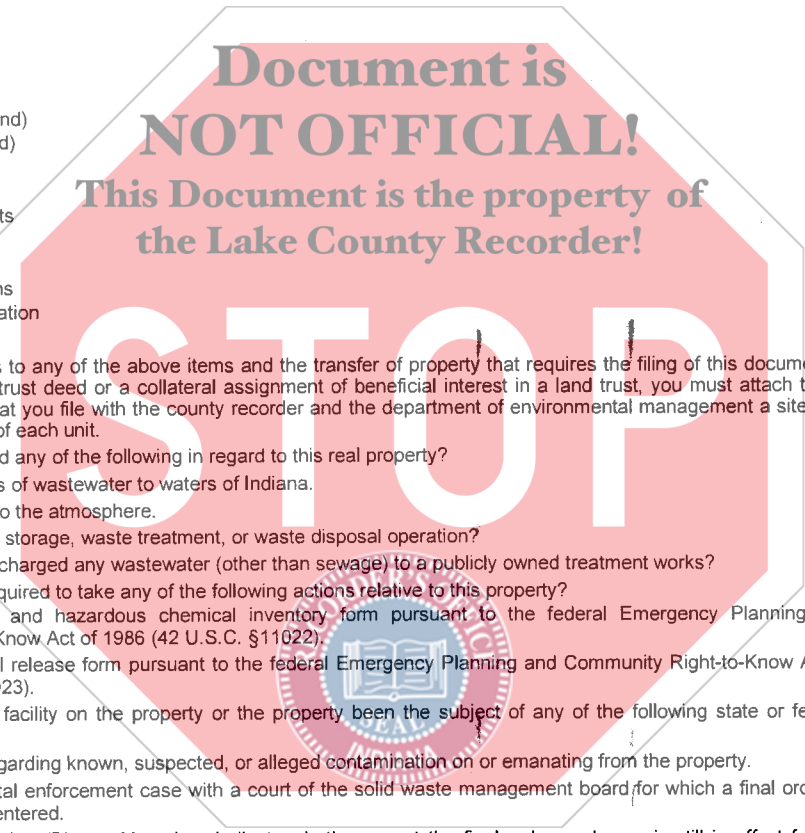 Document is
NOT OFFICIAL!
This Document is the property of
the Lake County Recorder!
STOP
nd)
d)
ts
ns
ation
s to any of the above items and the transfer of property that requires the filing of this docume
trust deed or a collateral assignment of beneficial interest in a land trust, you must attach t
at you file with the county recorder and the department of environmental management a site
of each unit.
d any of the following in regard to this real property?
s of wastewater to waters of Indiana.
o the atmosphere.
storage, waste treatment, or waste disposal operation?
charged any wastewater (other than sewage) to a publicly owned treatment works?
quired to take any of the following actions relative to this property?
and hazardous chemical inventory form pursuant to the federal Emergency Planning
Know Act of 1986 (42 U.S.C. §11022).
l release form pursuant to the federal Emergency Planning and Community Right-to-Know A
23).
facility on the property or the property been the subject of any of the following state or fe
garding known, suspected, or alleged contamination on or emanating from the property.
tal enforcement case with a court of the solid waste management board for which a final ord
entered.
RECORDER'S OFFICE
SEAL
INDIANA